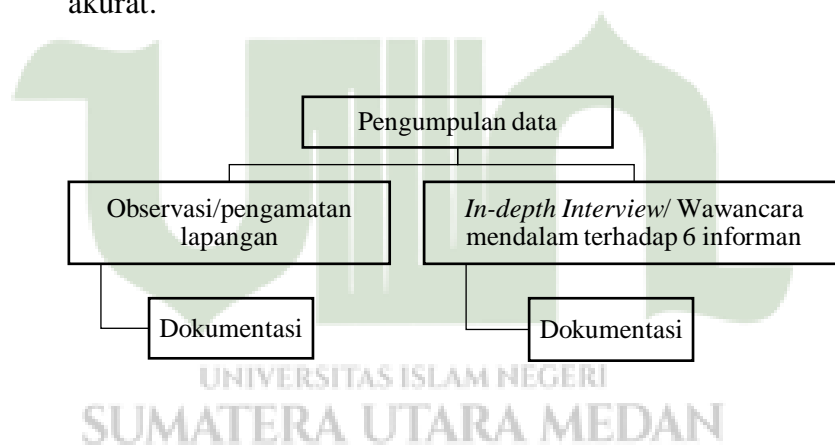 akurat.
Pengumpulan data
Observasi/pengamatan
lapangan
In-depth Interview/ Wawancara
mendalam terhadap 6 informan
Dokumentasi
Dokumentasi
UNIVERSITAS ISLAM NEGERI
SUMATERA UTARA MEDAN